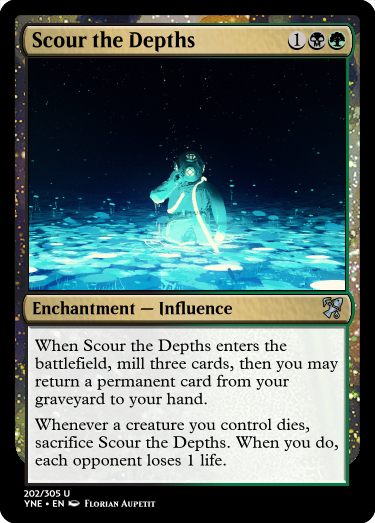 Scour the Depths 1
Enchantment — Influence
When Scour the Depths enters the
battlefield, mill three cards, then you may
return a permanent card from your
graveyard to your hand.
Whenever a creature you control dies,
sacrifice Scour the Depths. When you do,
each opponent loses 1 life.
202/305 U
YNE • EN Florian Aupetit